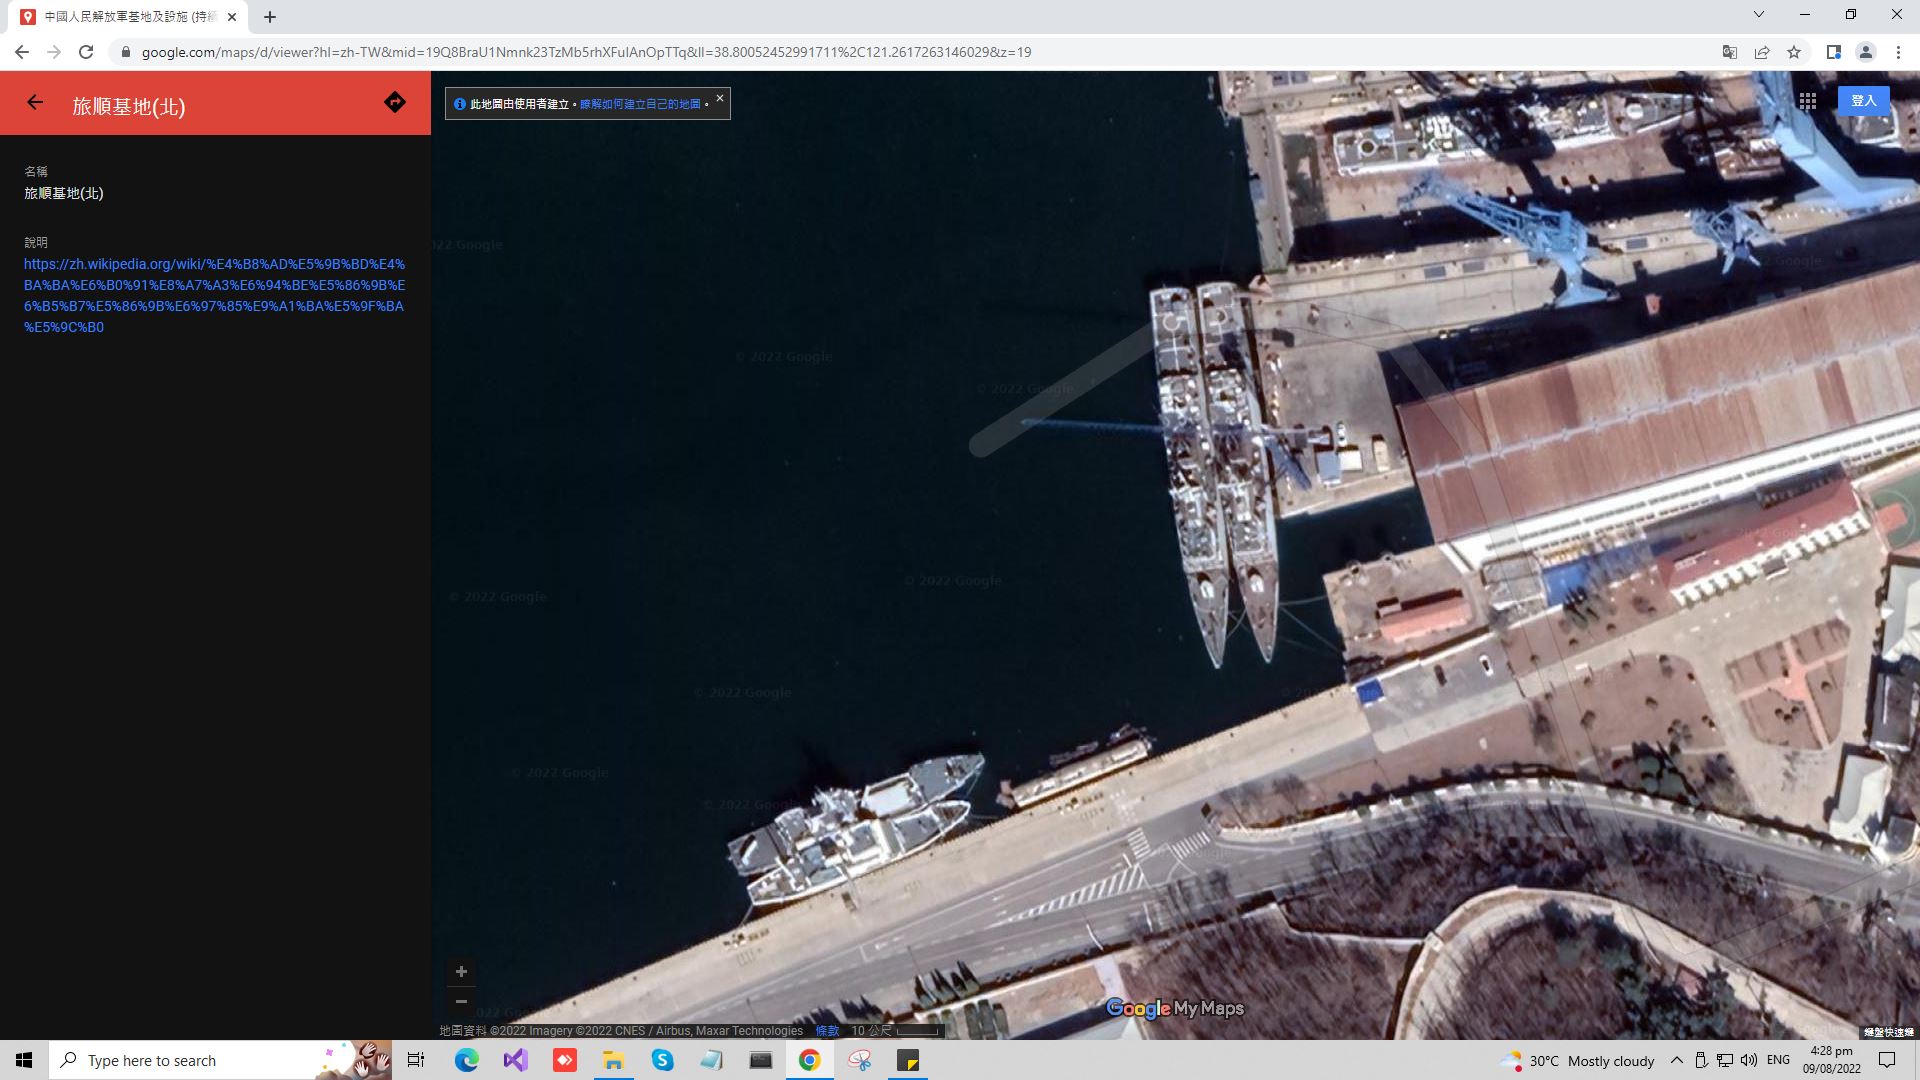 中國人民解放軍基地及設施 (持續
google.com/maps/d/viewer?hl=zh-TW&mid=19Q8BraU1Nmnk23TzMb5rhXFulAnOpTTq&ll=38.80052452991711%2C121.2617263146029&z=19
旅順基地(北)
此地圖由使用者建立。瞭解如何建立自己的地圖。
登入
名稱
旅順基地(北)
說明
https://zh.wikipedia.org/wiki/%E4%B8%AD%E5%9B%BD%E4%
BA%BA%E6%B0%91%E8%A7%A3%E6%94%BE%E5%86%9B%E
6%B5%B7%E5%86%9B%E6%97%85%E9%A1%BA%E5%9F%BA
%E5%9C%B0
022 Google
2022 Google
© 2022 Google
© 2022 Google
© 2022 Google
© 2022 Google
© 2022 Google
© 2022 Google
© 2022 Google
Google My Maps
地圖資料 ©2022 Imagery ©2022 CNES / Airbus, Maxar Technologies 條款 10 公尺
鍵盤快速鍵
Type here to search
30°C Mostly cloudy
ENG
4:28 pm
09/08/2022